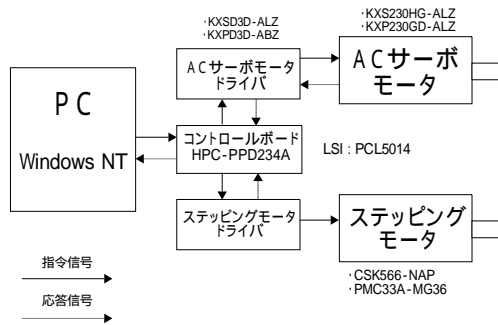 ・KXSD3D-ALZ
・KXPD3D-ABZ
・KXS230HG-ALZ
・KXP230GD-ALZ
ACサーボモータ
ドライバ
ACサーボ
モータ
PC
Windows NT
コントロールボード
HPC-PPD234A
LSI : PCL5014
ステッピングモータ
ドライバ
ステッピング
モータ
・CSK566-NAP
・PMC33A-MG36
指令信号
応答信号